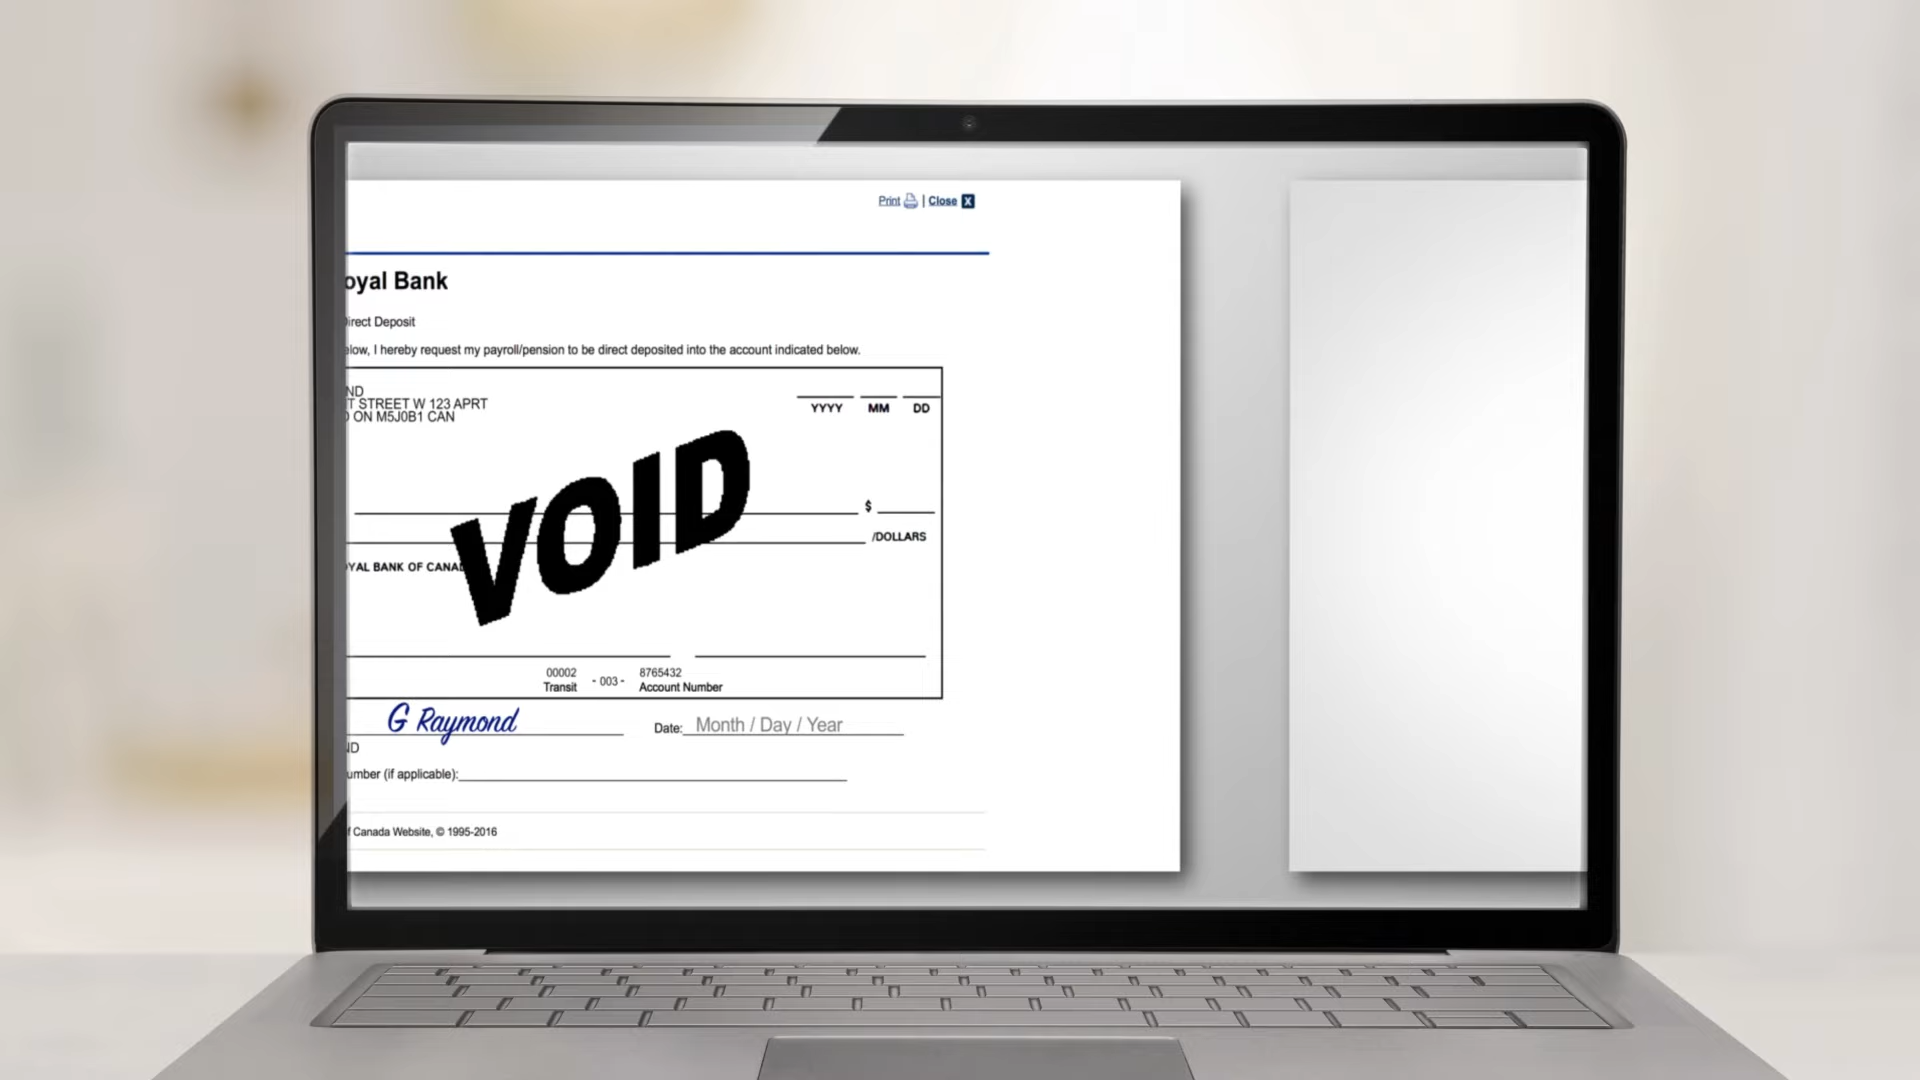 Print | Close X
oyal Bank
Direct Deposit
elow, I hereby request my payroll/pension to be direct deposited into the account indicated below.
ND
T STREET W 123 APRT
O ON M5J0B1 CAN
YYYY MM DD
VOID
$
/DOLLARS
YAL BANK OF CANA
00002 - 003 - 8765432
Transit Account Number
G Raymond
Date: Month / Day / Year
ND
umber (if applicable):
f Canada Website, © 1995-2016